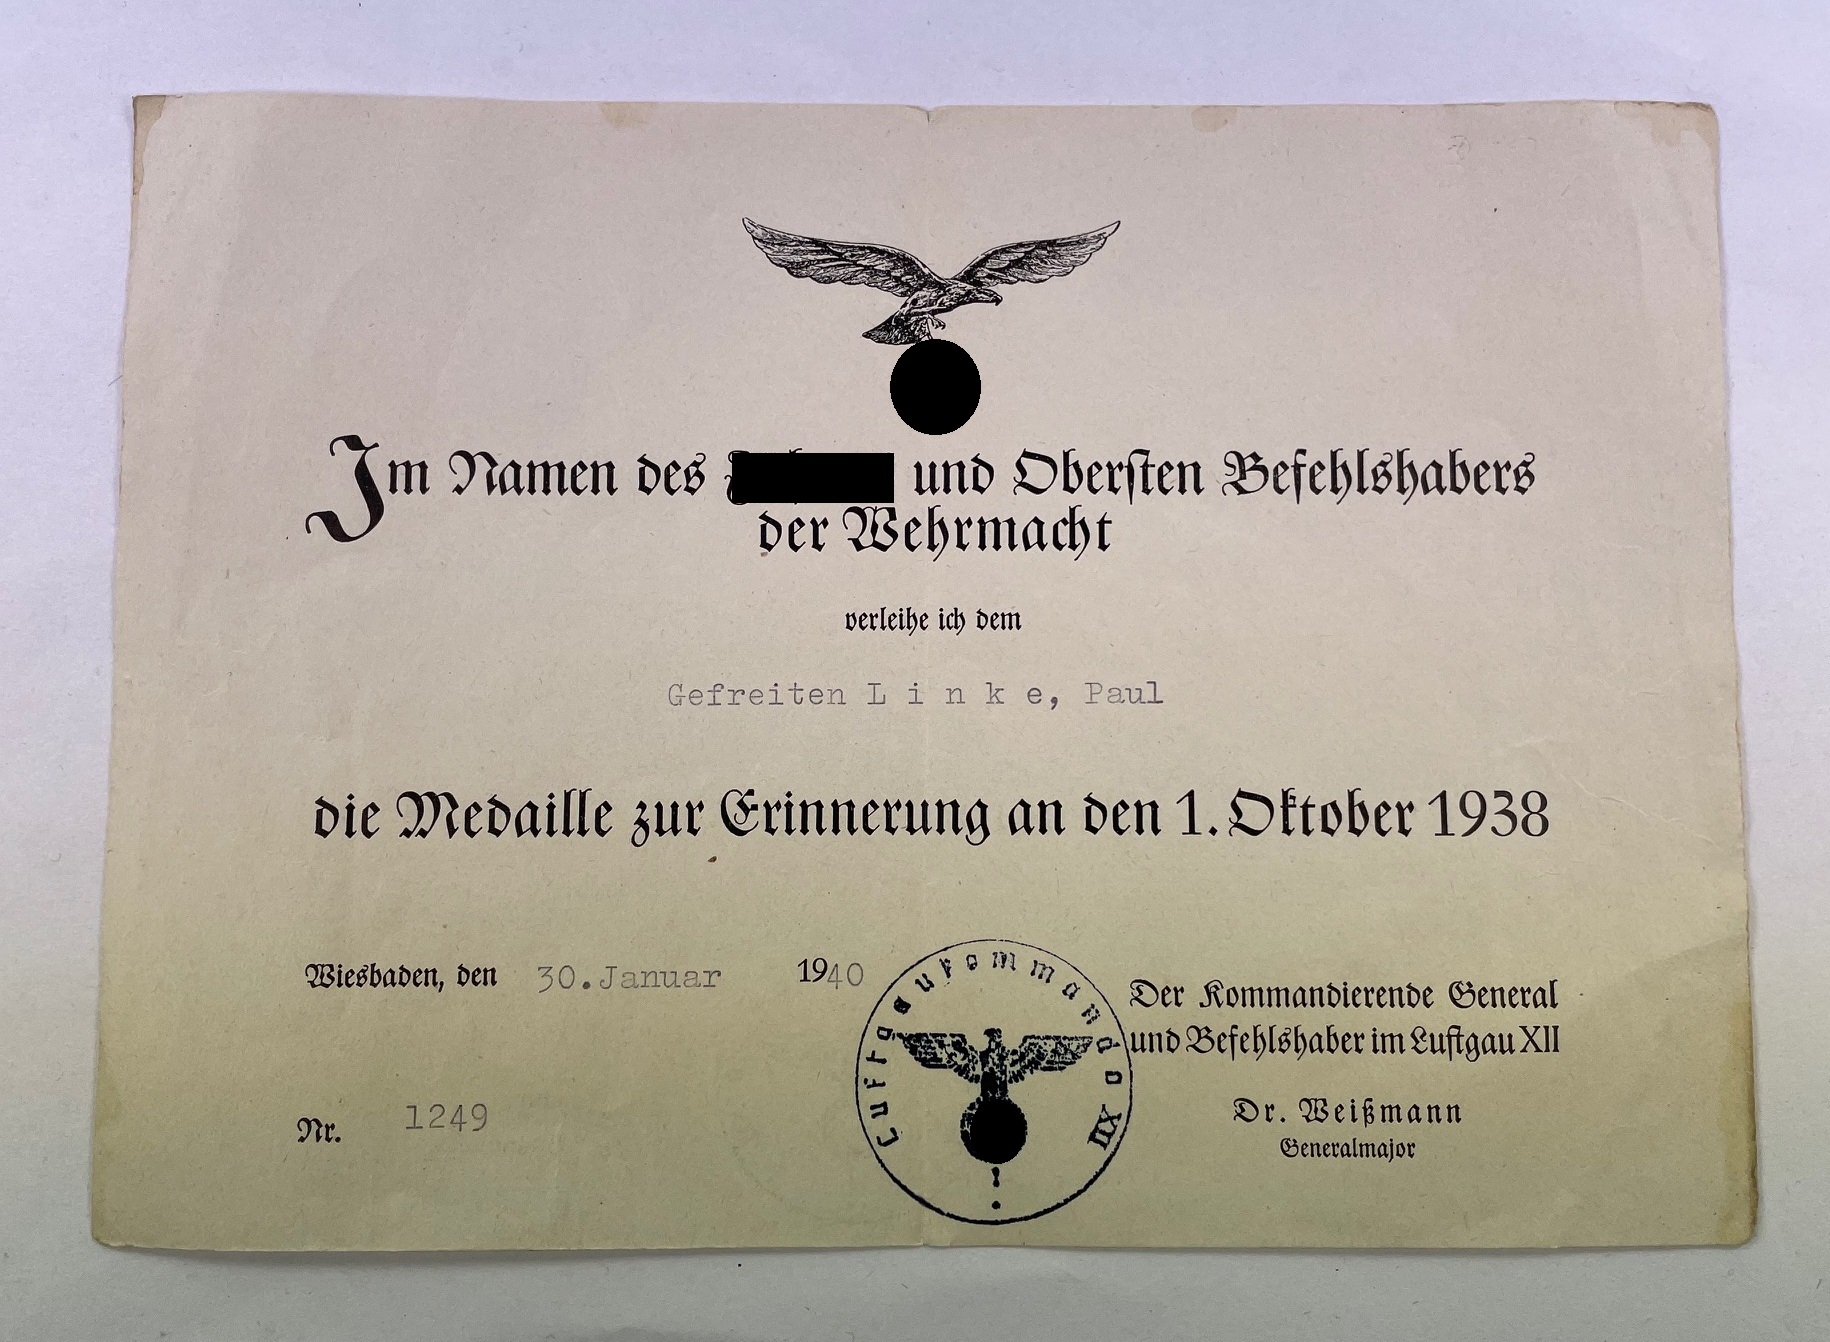 Im Namen des und Obersten Befehlshabers
der Wehrmacht
verleihe ich dem
Gefreiten L i n k e, Paul
die Medaille zur Erinnerung an den 1. Oktober 1938
Wiesbaden, den 30. Januar 1940
Luftgaukommando XII
Der Kommandierende General
und Befehlshaber im Luftgau XII
Dr. Weißmann
Generalmajor
Nr. 1249